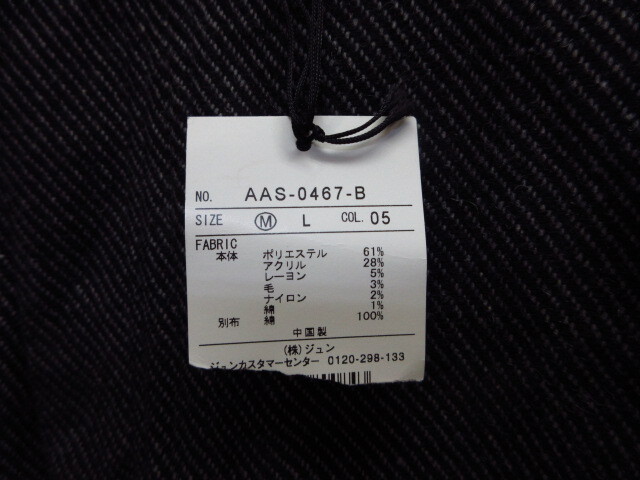 NO. AAS-0467-B
SIZE M L COL. 05
FABRIC
本体 ポリエステル 61%
アクリル 28%
レーヨン 5%
毛 3%
ナイロン 2%
綿 1%
別布 綿 100%
中国製
(株)ジュン
ジュンカスタマーセンター 0120-298-133